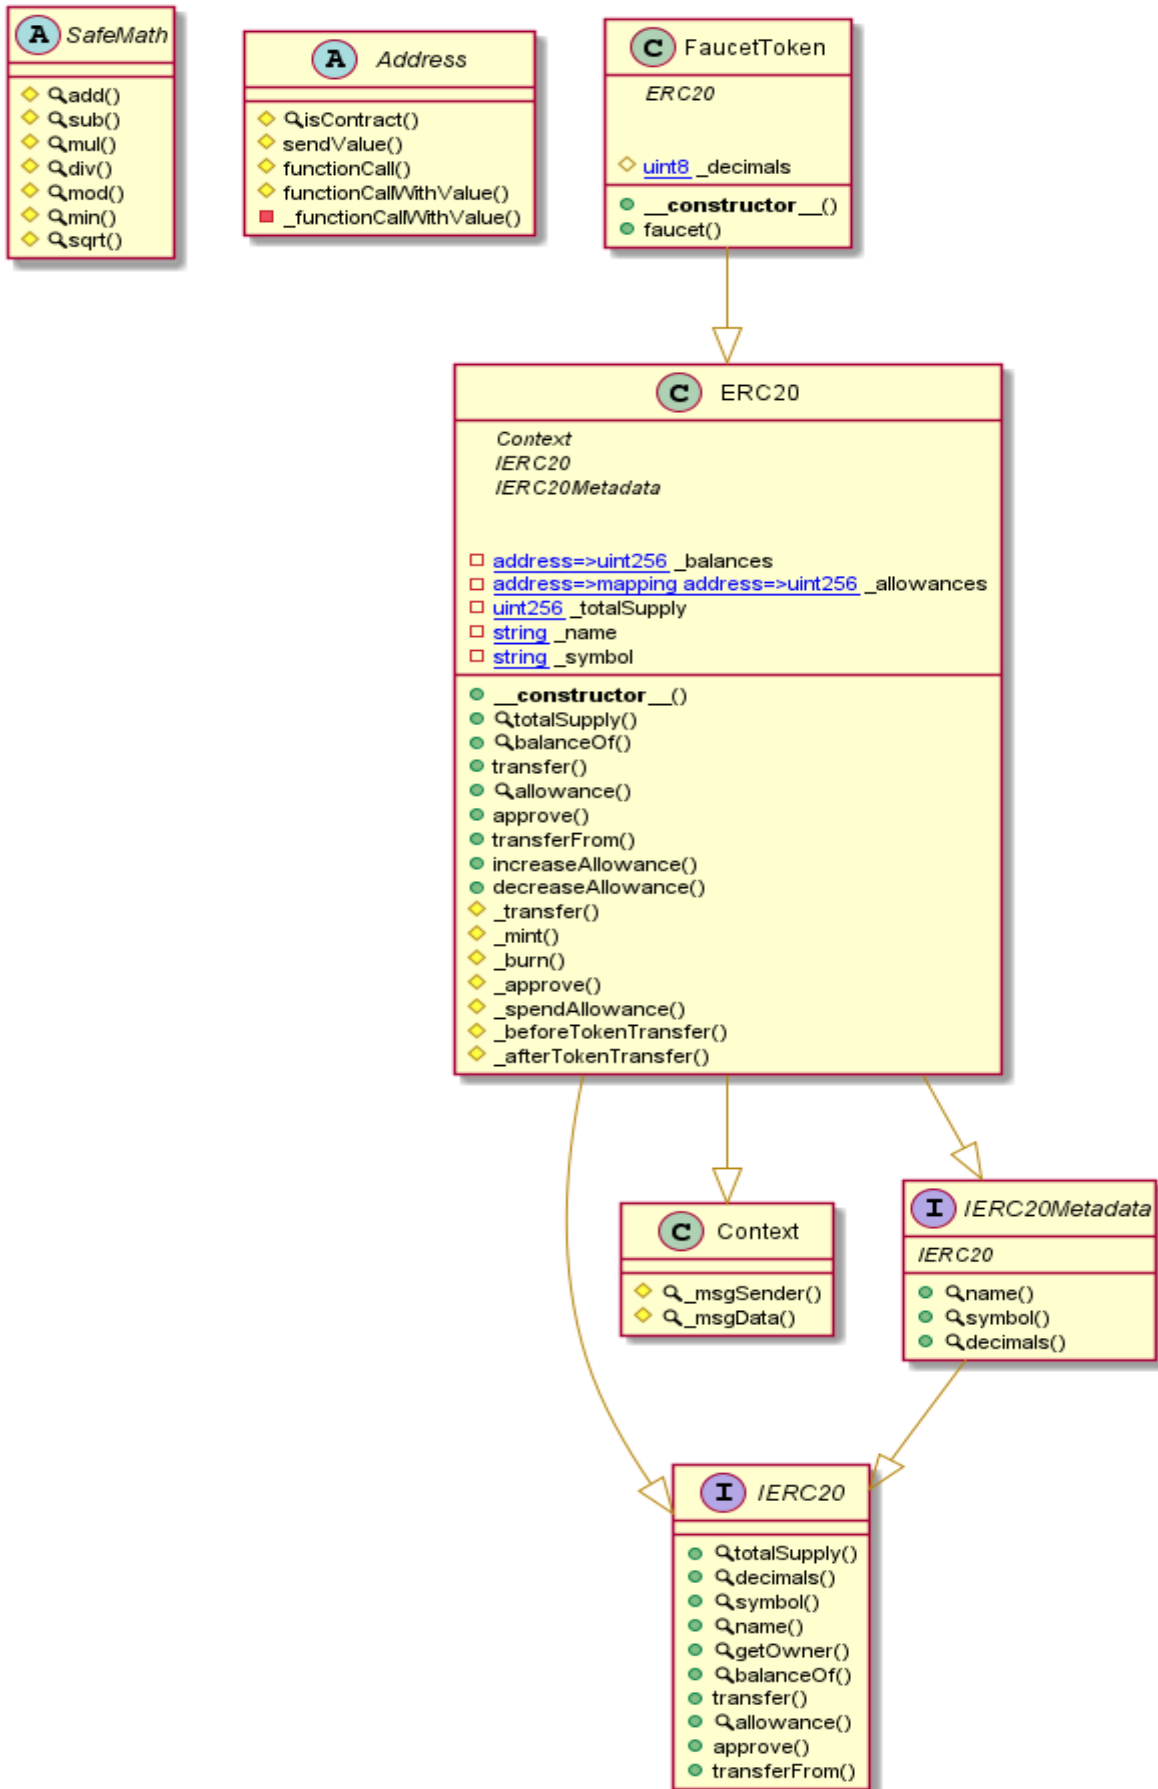 A SafeMath
add()
sub()
mul()
div()
mod()
min()
sqrt()
A Address
isContract()
sendValue()
functionCall()
functionCallWithValue()
_functionCallWithValue()
C FaucetToken
ERC20
uint8 _decimals
__constructor__()
faucet()
C ERC20
Context
IERC20
IERC20Metadata
address=>uint256 _balances
address=>mapping address=>uint256 _allowances
uint256 _totalSupply
string _name
string _symbol
__constructor__()
totalSupply()
balanceOf()
transfer()
allowance()
approve()
transferFrom()
increaseAllowance()
decreaseAllowance()
_transfer()
_mint()
_burn()
_approve()
_spendAllowance()
_beforeTokenTransfer()
_afterTokenTransfer()
C Context
_msgSender()
_msgData()
I IERC20Metadata
IERC20
name()
symbol()
decimals()
I IERC20
totalSupply()
decimals()
symbol()
name()
getOwner()
balanceOf()
transfer()
allowance()
approve()
transferFrom()